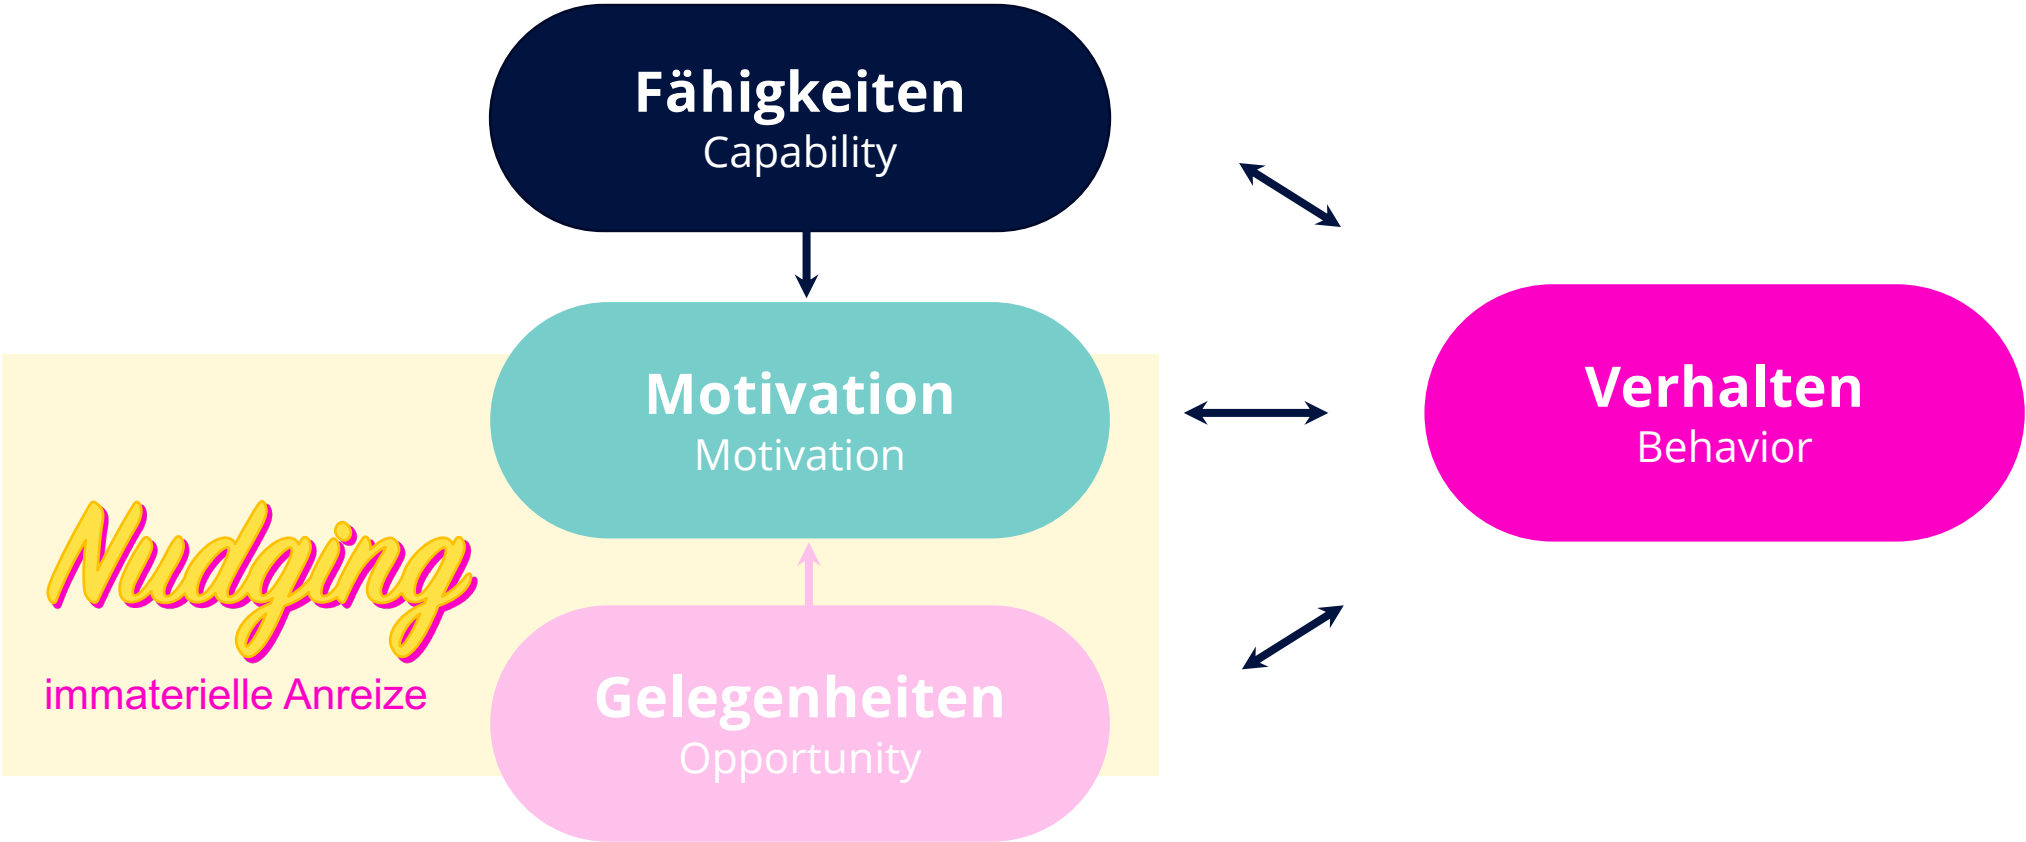 Fähigkeiten
Capability
Motivation
Motivation
Verhalten
Behavior
Nudging
immaterielle Anreize
Gelegenheiten
Opportunity